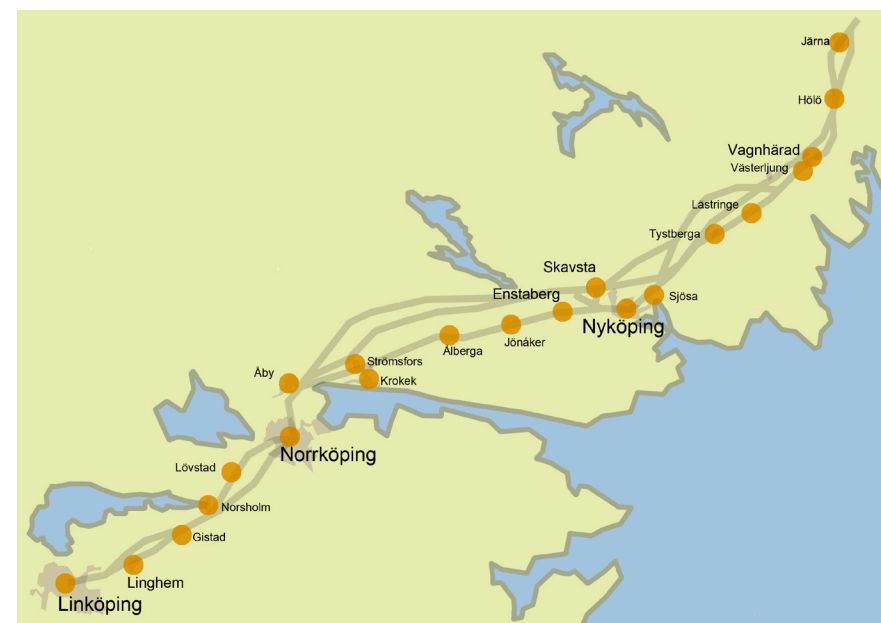 Järna
Hölö
Vagnhärad
Västerljung
Lästringe
Tystberga
Skavsta
Sjösa
Enstaberg
Nyköping
Jönåker
Ålberga
Strömsfors
Åby
Krokek
Norrköping
Lövstad
Norsholm
Gistad
Linghem
Linköping